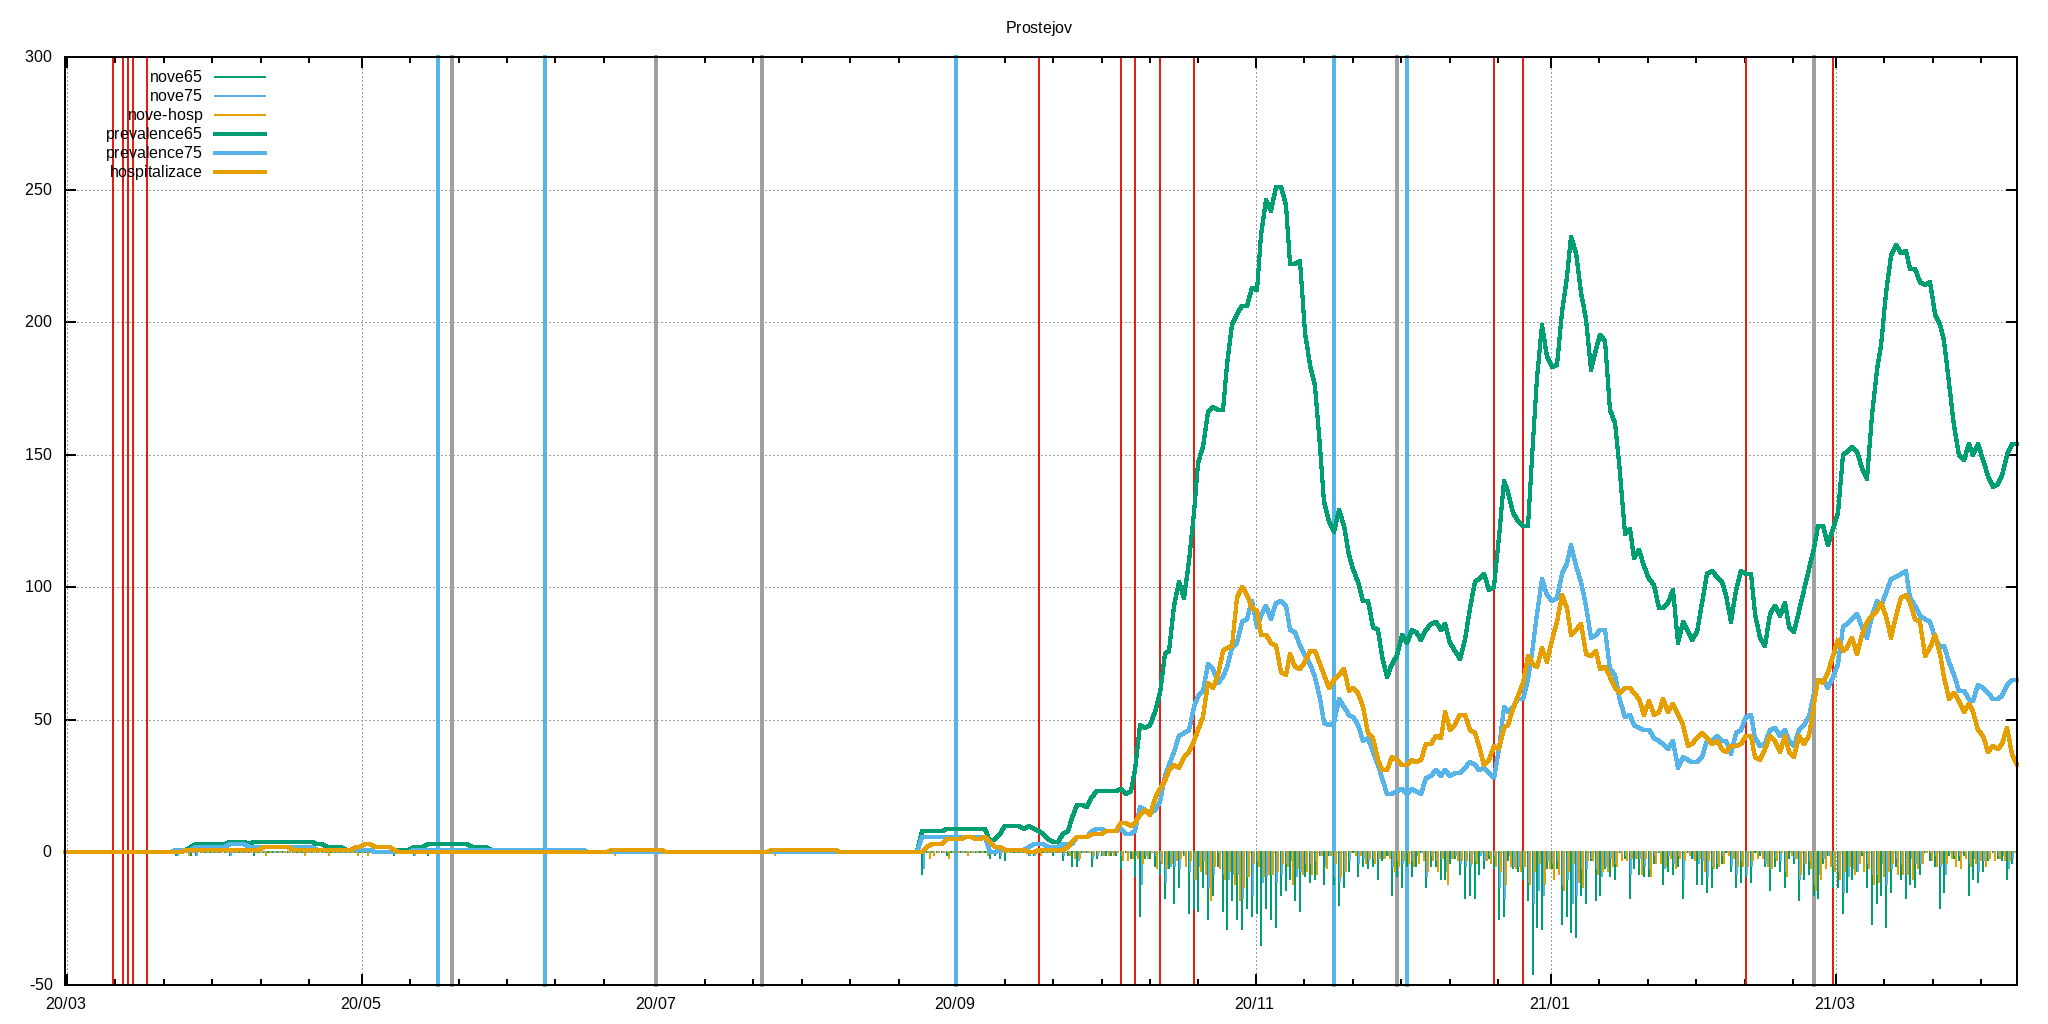 Prostejov
300
nove65
nove75
nove-hosp
prevalence65
prevalence75
hospitalizace
250
200
150
100
50
0
-50
20/03 20/05 20/07 20/09 20/11 21/01 21/03